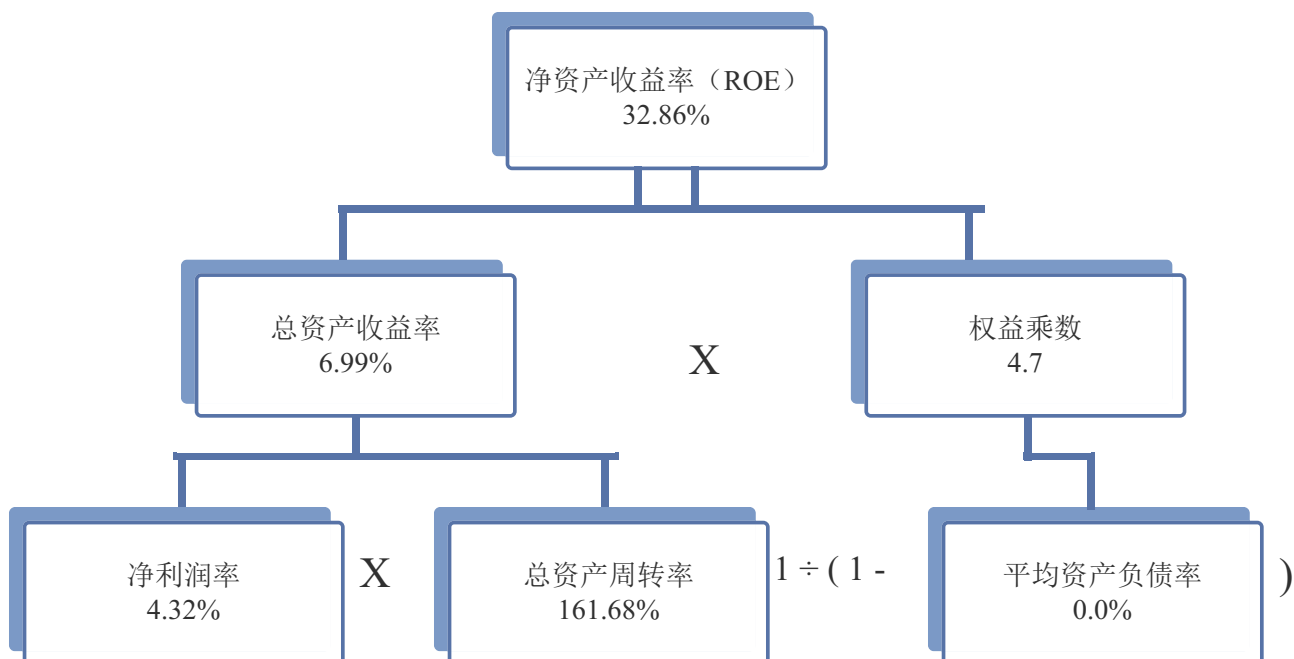 净资产收益率（ROE）
32.86%
总资产收益率
6.99%
X
权益乘数
4.7
净利润率
4.32%
X
总资产周转率
161.68%
1 ÷ ( 1 -
平均资产负债率
0.0%
)